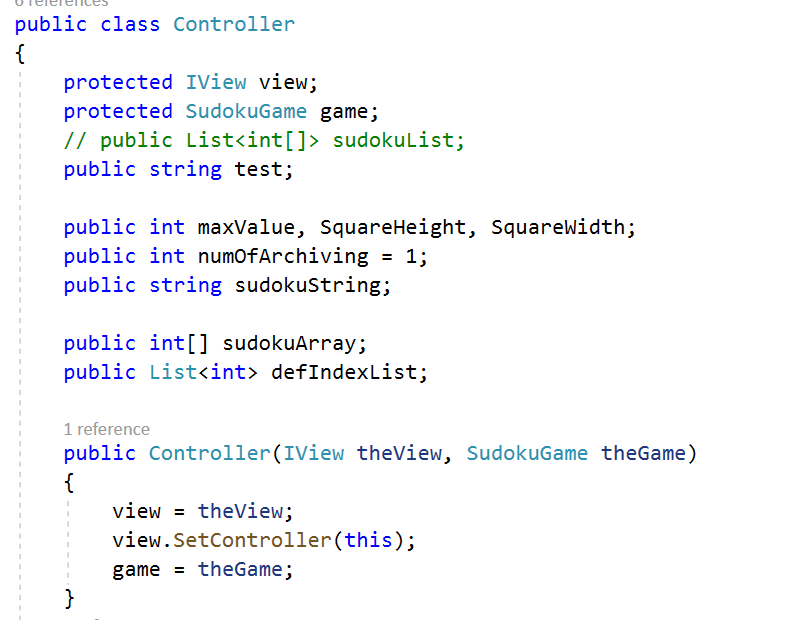 6 references
public class Controller
{
protected IView view;
protected SudokuGame game;
// public List<int[]> sudokuList;
public string test;
public int maxValue, SquareHeight, SquareWidth;
public int numOfArchiving = 1;
public string sudokuString;
public int[] sudokuArray;
public List<int> defIndexList;
1 reference
public Controller(IView theView, SudokuGame theGame)
{
view = theView;
view.SetController(this);
game = theGame;
}